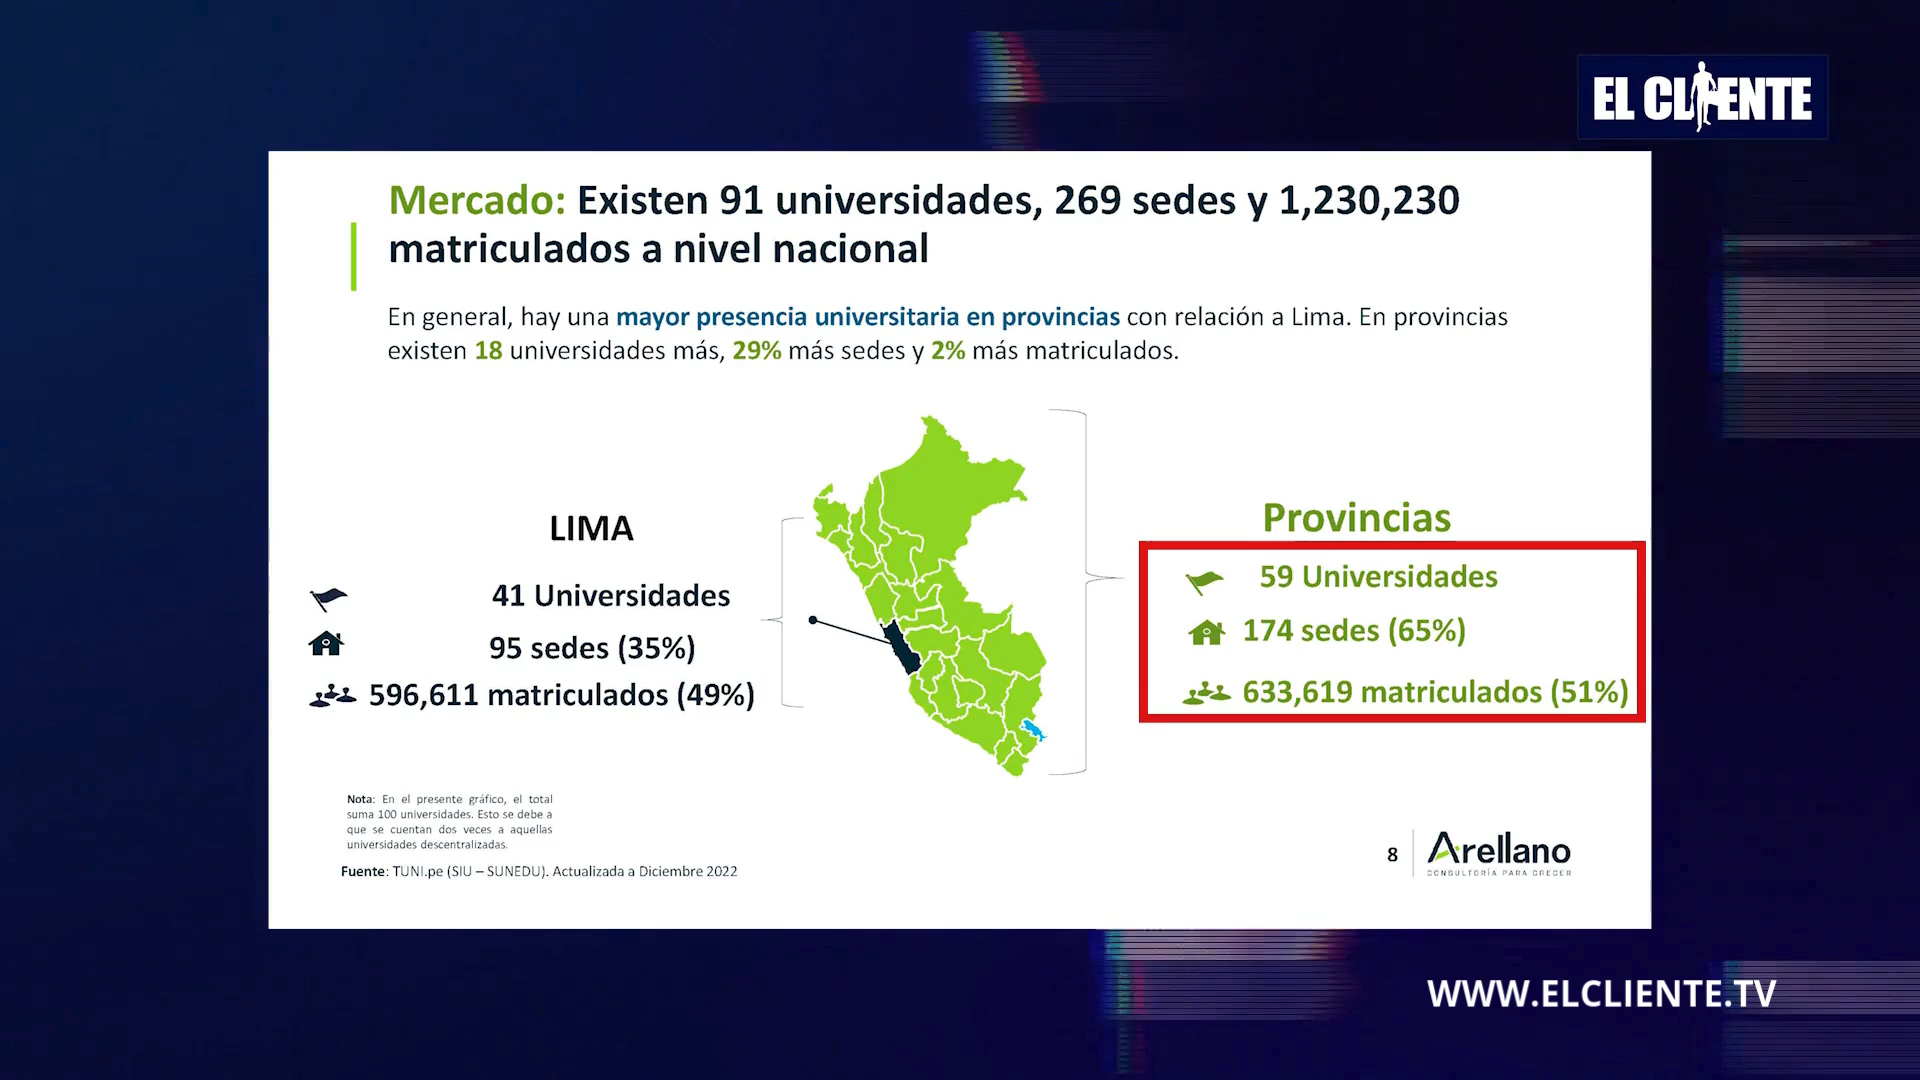 EL CLIENTE
Mercado: Existen 91 universidades, 269 sedes y 1,230,230
matriculados a nivel nacional
En general, hay una mayor presencia universitaria en provincias con relación a Lima. En provincias
existen 18 universidades más, 29% más sedes y 2% más matriculados.
LIMA
41 Universidades
95 sedes (35%)
596,611 matriculados (49%)
Provincias
59 Universidades
174 sedes (65%)
633,619 matriculados (51%)
Nota: En el presente gráfico, el total
suma 100 universidades. Esto se debe a
que se cuentan dos veces a aquellas
universidades descentralizadas.
Fuente: TUNI.pe (SIU – SUNEDU). Actualizada a Diciembre 2022
8
Arellano
CONSULTORÍA PARA CRECER
WWW.ELCLIENTE.TV